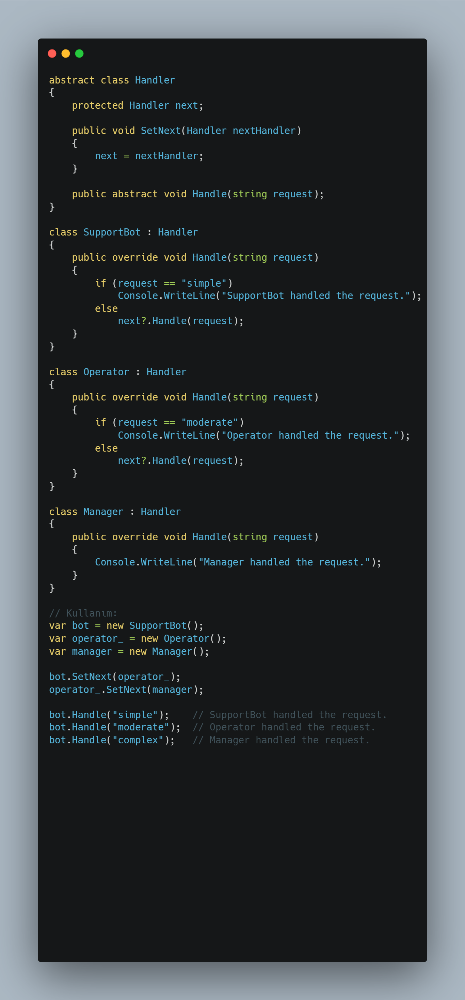 abstract class Handler
{
    protected Handler next;

    public void SetNext(Handler nextHandler)
    {
        next = nextHandler;
    }

    public abstract void Handle(string request);
}

class SupportBot : Handler
{
    public override void Handle(string request)
    {
        if (request == "simple")
            Console.WriteLine("SupportBot handled the request.");
        else
            next?.Handle(request);
    }
}

class Operator : Handler
{
    public override void Handle(string request)
    {
        if (request == "moderate")
            Console.WriteLine("Operator handled the request.");
        else
            next?.Handle(request);
    }
}

class Manager : Handler
{
    public override void Handle(string request)
    {
        Console.WriteLine("Manager handled the request.");
    }
}

// Kullanım:
var bot = new SupportBot();
var operator_ = new Operator();
var manager = new Manager();

bot.SetNext(operator_);
operator_.SetNext(manager);

bot.Handle("simple");    // SupportBot handled the request.
bot.Handle("moderate");  // Operator handled the request.
bot.Handle("complex");   // Manager handled the request.